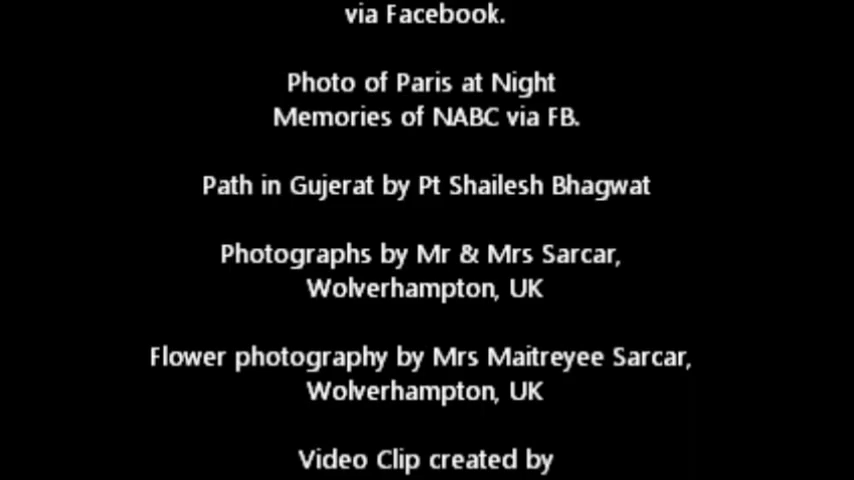 via Facebook.
Photo of Paris at Night
Memories of NABC via FB.
Path in Gujerat by Pt Shailesh Bhagwat
Photographs by Mr & Mrs Sarcar,
Wolverhampton, UK
Flower photography by Mrs Maitreyee Sarcar,
Wolverhampton, UK
Video Clip created by